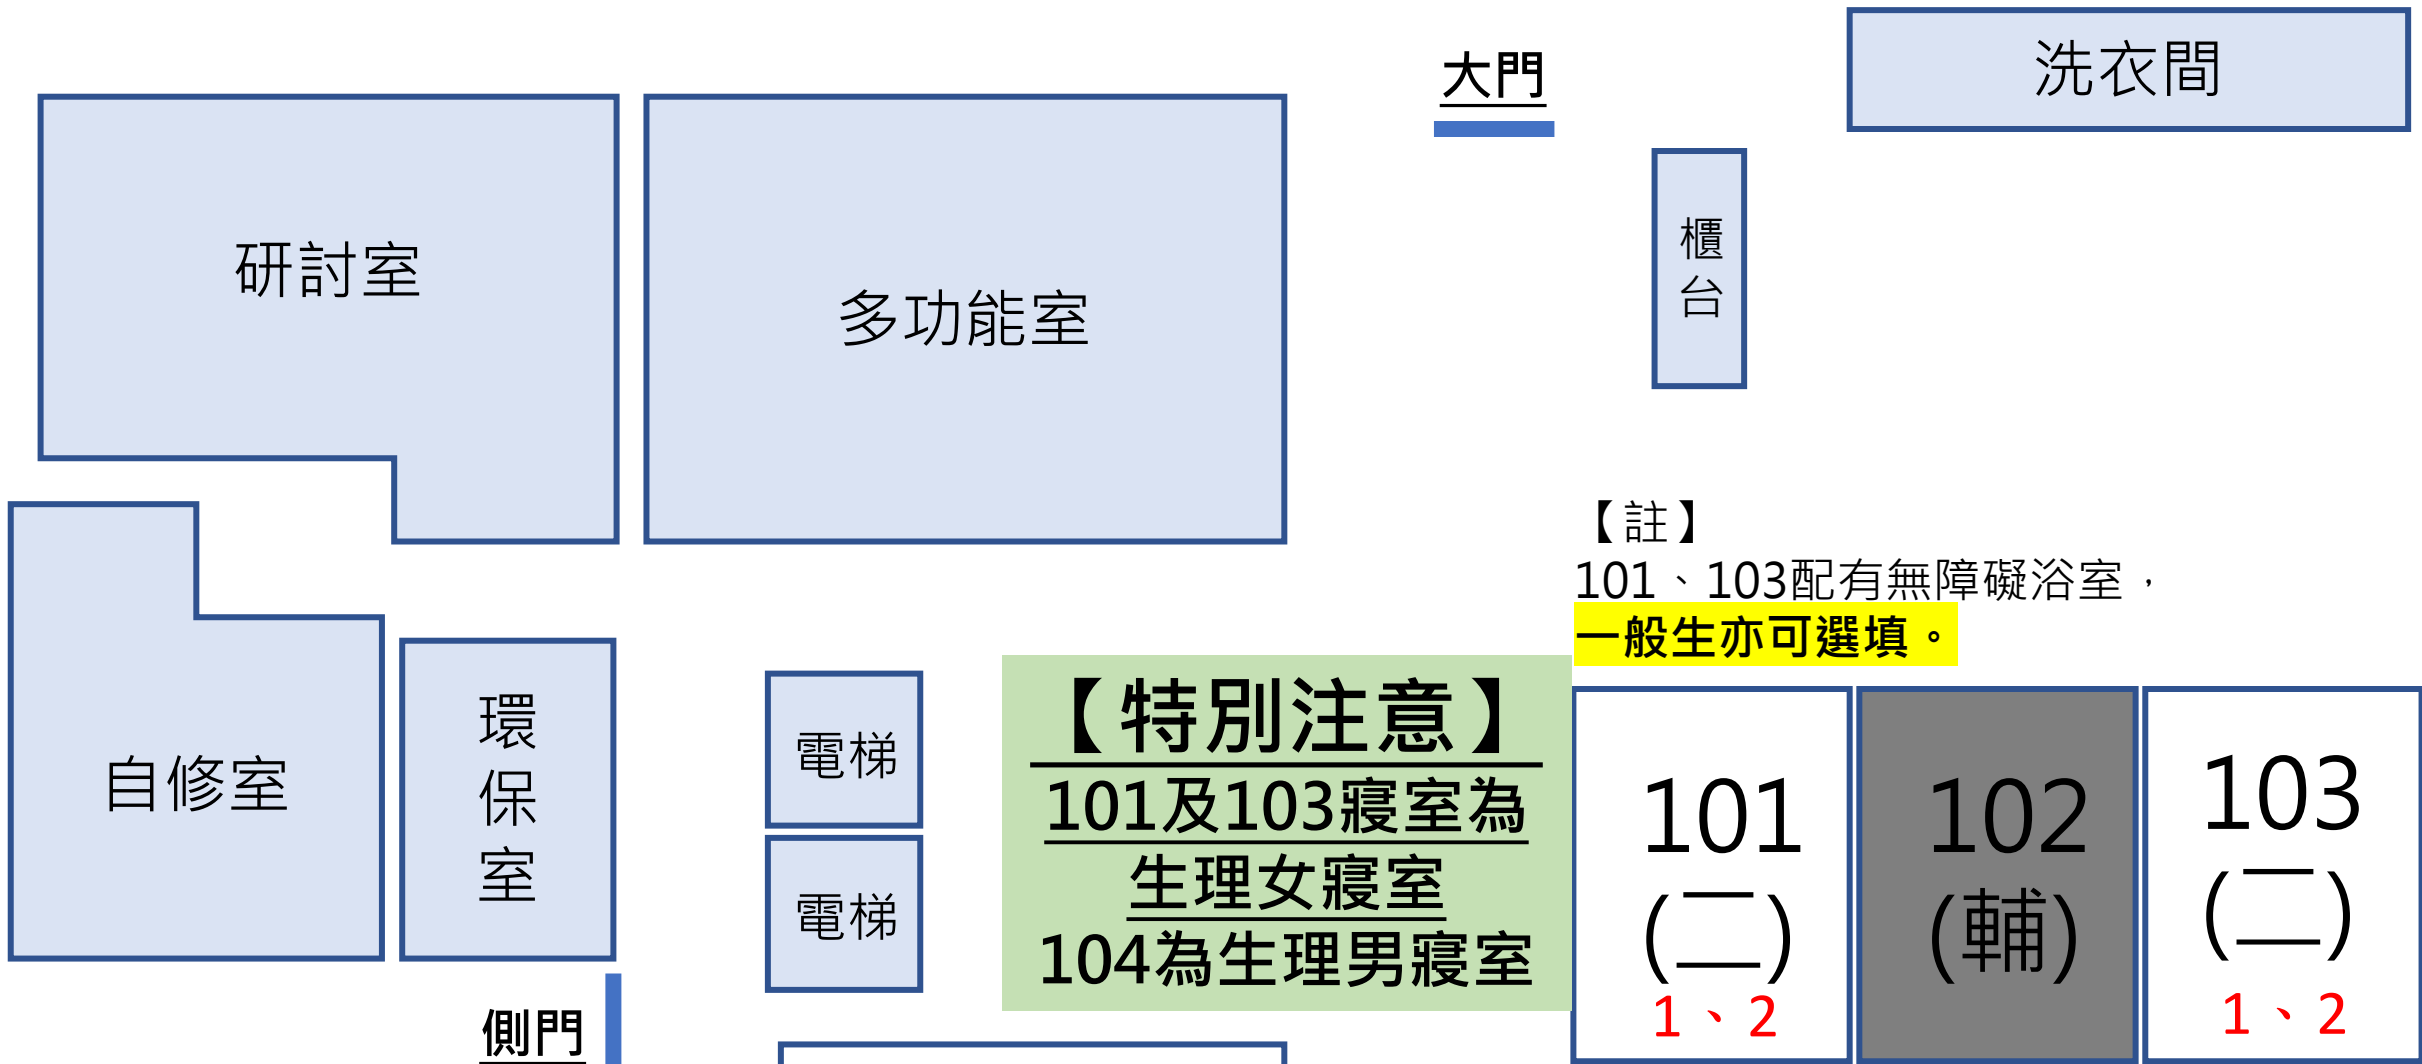 大門
洗衣間
研討室
多功能室
櫃台
【註】
101、103配有無障礙浴室，
一般生亦可選填。
自修室
環保室
電梯
電梯
【特別注意】
101及103寢室為
生理女寢室
104為生理男寢室
101
(二)
1、2
102
(輔)
103
(二)
1、2
側門